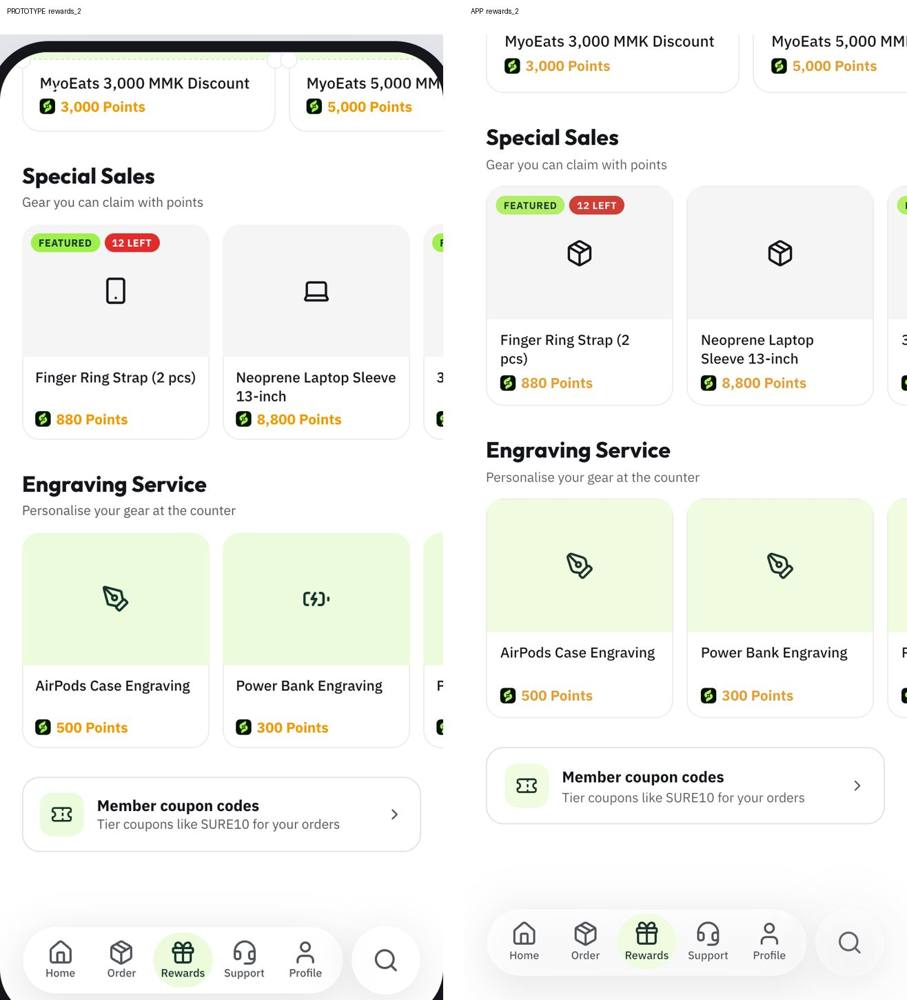 PROTOTYPE rewards_2
MyoEats 3,000 MMK Discount
3,000 Points
MyoEats 5,000 MM
5,000 Points
Special Sales
Gear you can claim with points
FEATURED
12 LEFT
Finger Ring Strap (2 pcs)
880 Points
Neoprene Laptop Sleeve
13-inch
8,800 Points
3
Engraving Service
Personalise your gear at the counter
AirPods Case Engraving
500 Points
Power Bank Engraving
300 Points
Member coupon codes
Tier coupons like SURE10 for your orders
Home
Order
Rewards
Support
Profile
APP rewards_2
MyoEats 3,000 MMK Discount
3,000 Points
MyoEats 5,000 MM
5,000 Points
Special Sales
Gear you can claim with points
FEATURED
12 LEFT
Finger Ring Strap (2
pcs)
880 Points
Neoprene Laptop
Sleeve 13-inch
8,800 Points
3
Engraving Service
Personalise your gear at the counter
AirPods Case Engraving
500 Points
Power Bank Engraving
300 Points
Member coupon codes
Tier coupons like SURE10 for your orders
Home
Order
Rewards
Support
Profile